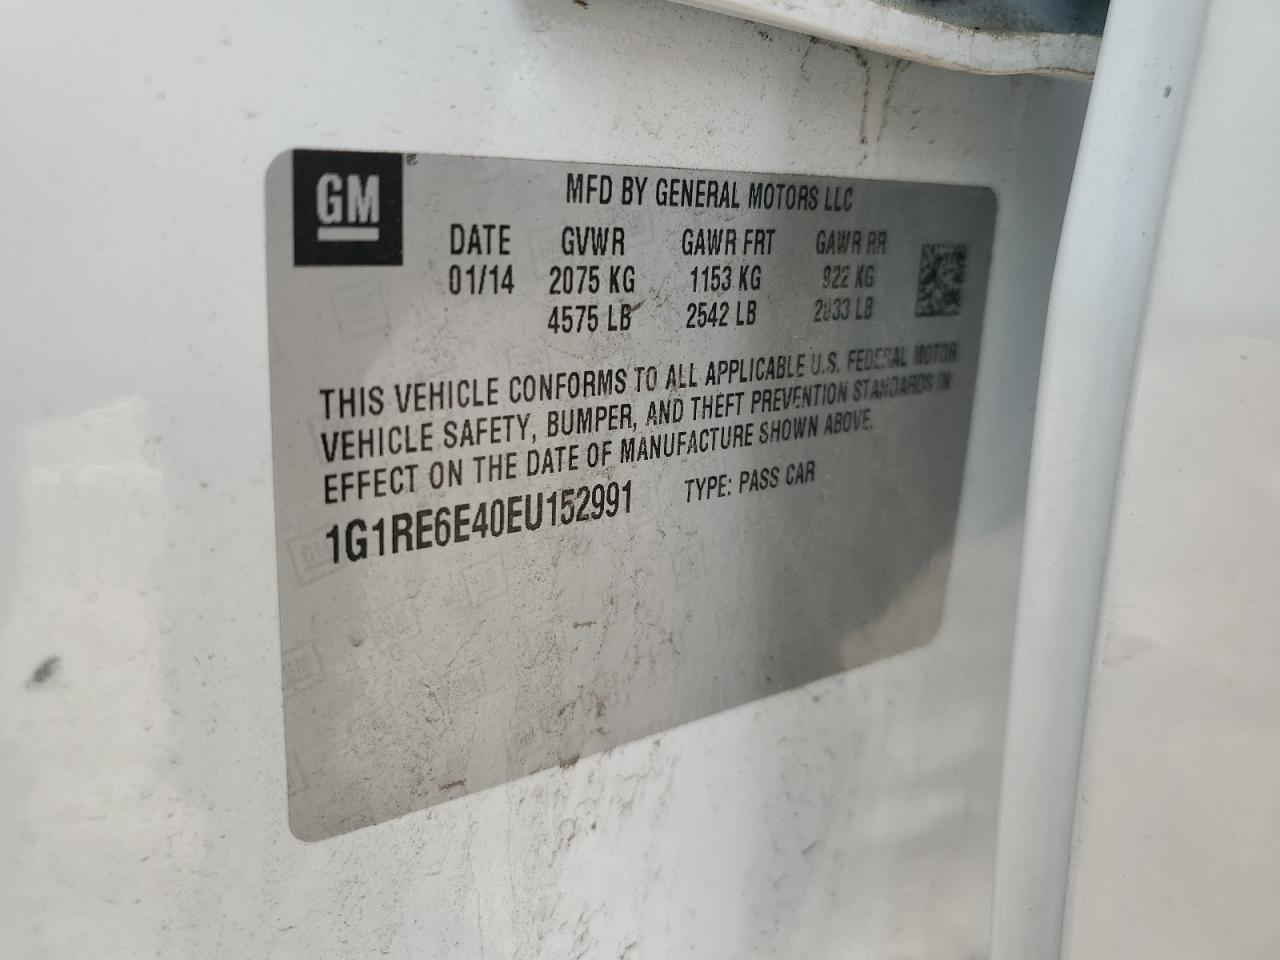 GM
MFD BY GENERAL MOTORS LLC
DATE GVWR GAWR FRT GAWR RR
01/14 2075 KG 1153 KG 922 KG
4575 LB 2542 LB 2033 LB
THIS VEHICLE CONFORMS TO ALL APPLICABLE U.S. FEDERAL MOTOR
VEHICLE SAFETY, BUMPER, AND THEFT PREVENTION STANDARDS IN
EFFECT ON THE DATE OF MANUFACTURE SHOWN ABOVE.
1G1RE6E40EU152991 TYPE: PASS CAR